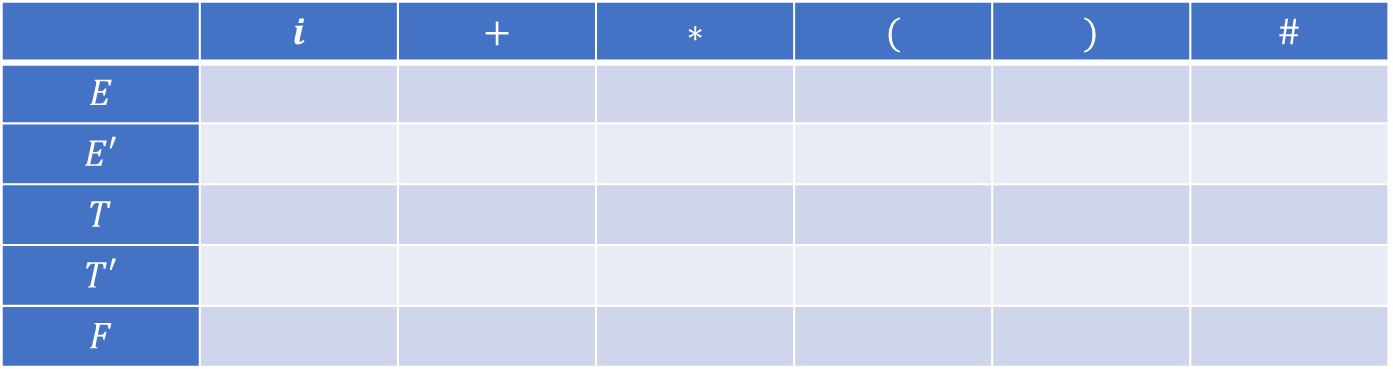 i + * ( ) #
E
E′
T
T′
F